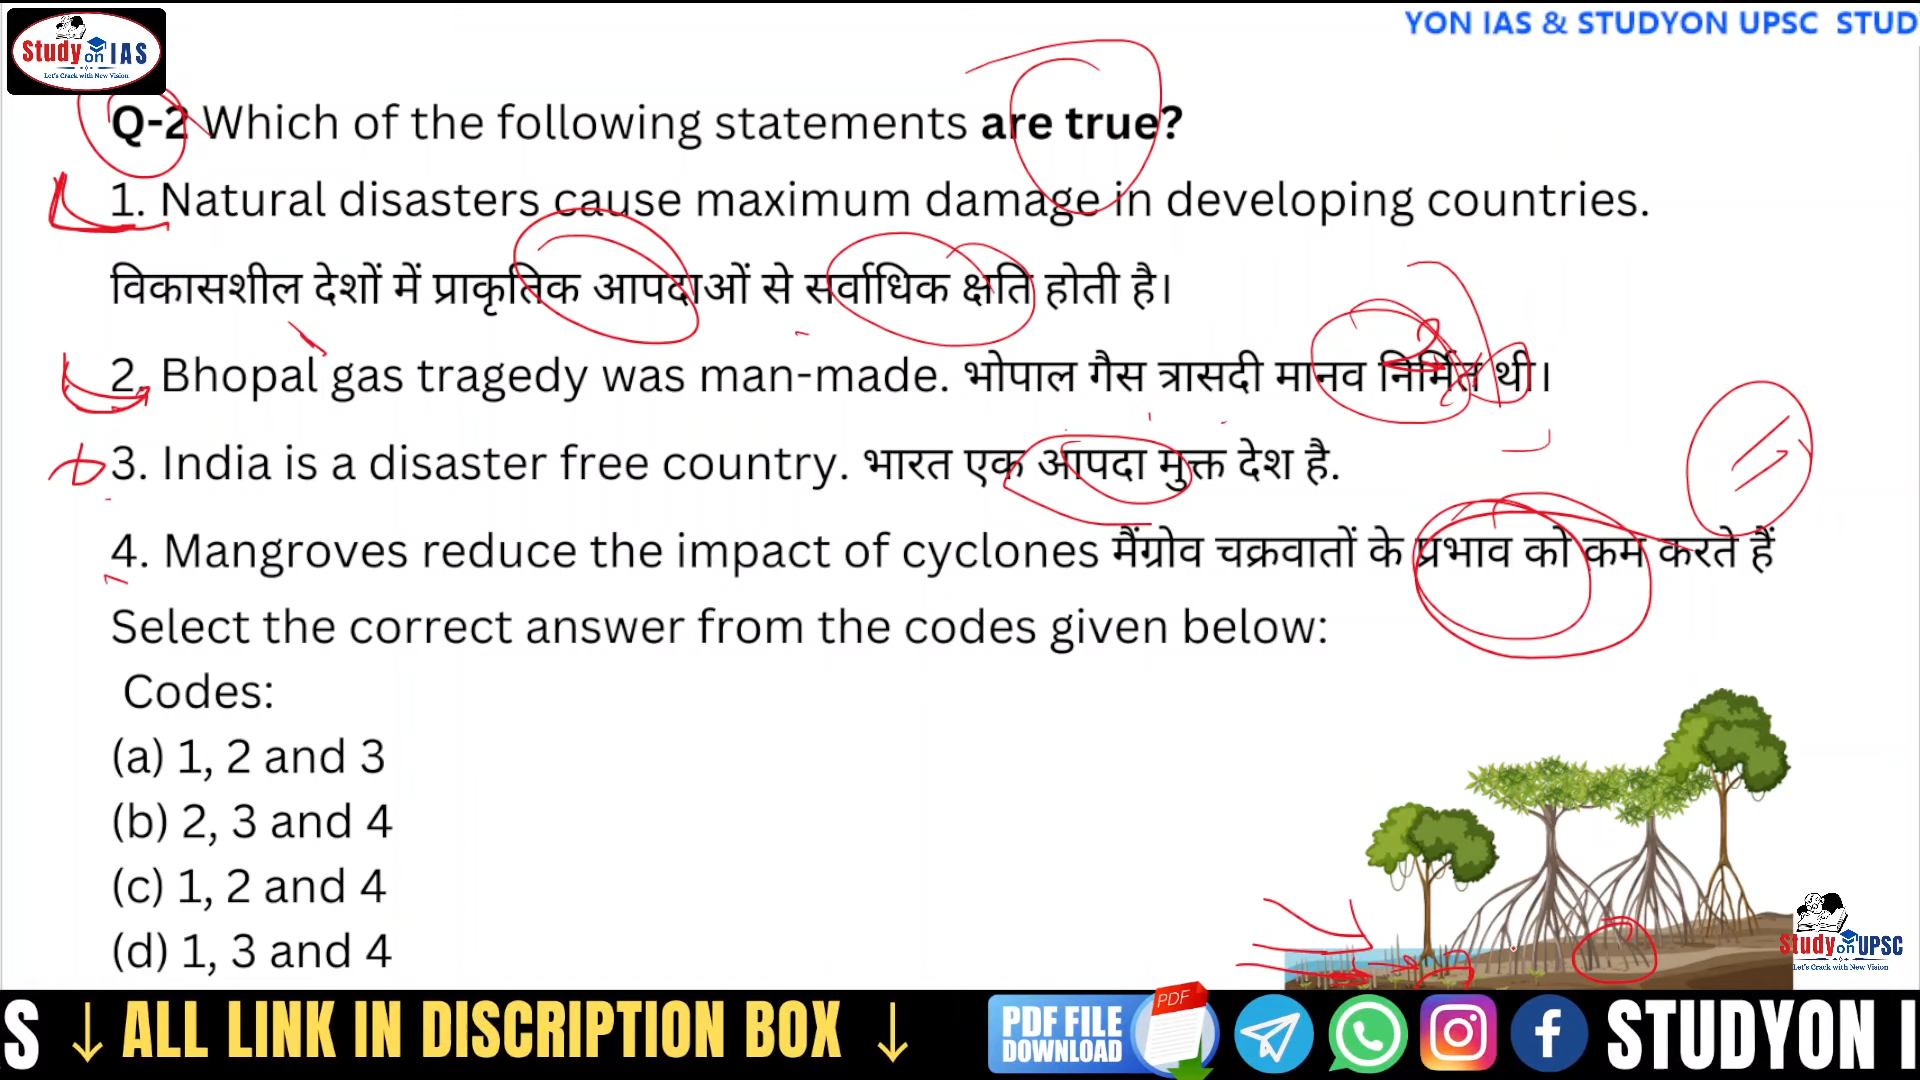 Study on IAS
Let's Crack with New Vision
YON IAS & STUDYON UPSC STUD
Q-2 Which of the following statements are true?
1. Natural disasters cause maximum damage in developing countries.
विकासशील देशों में प्राकृतिक आपदाओं से सर्वाधिक क्षति होती है।
2. Bhopal gas tragedy was man-made. भोपाल गैस त्रासदी मानव निर्मित थी।
3. India is a disaster free country. भारत एक आपदा मुक्त देश है.
4. Mangroves reduce the impact of cyclones मैंग्रोव चक्रवातों के प्रभाव को कम करते हैं
Select the correct answer from the codes given below:
Codes:
(a) 1, 2 and 3
(b) 2, 3 and 4
(c) 1, 2 and 4
(d) 1, 3 and 4
Study on UPSC
Let's Crack with New Vision
S ↓ ALL LINK IN DISCRIPTION BOX ↓
PDF FILE
DOWNLOAD
PDF
STUDYON I